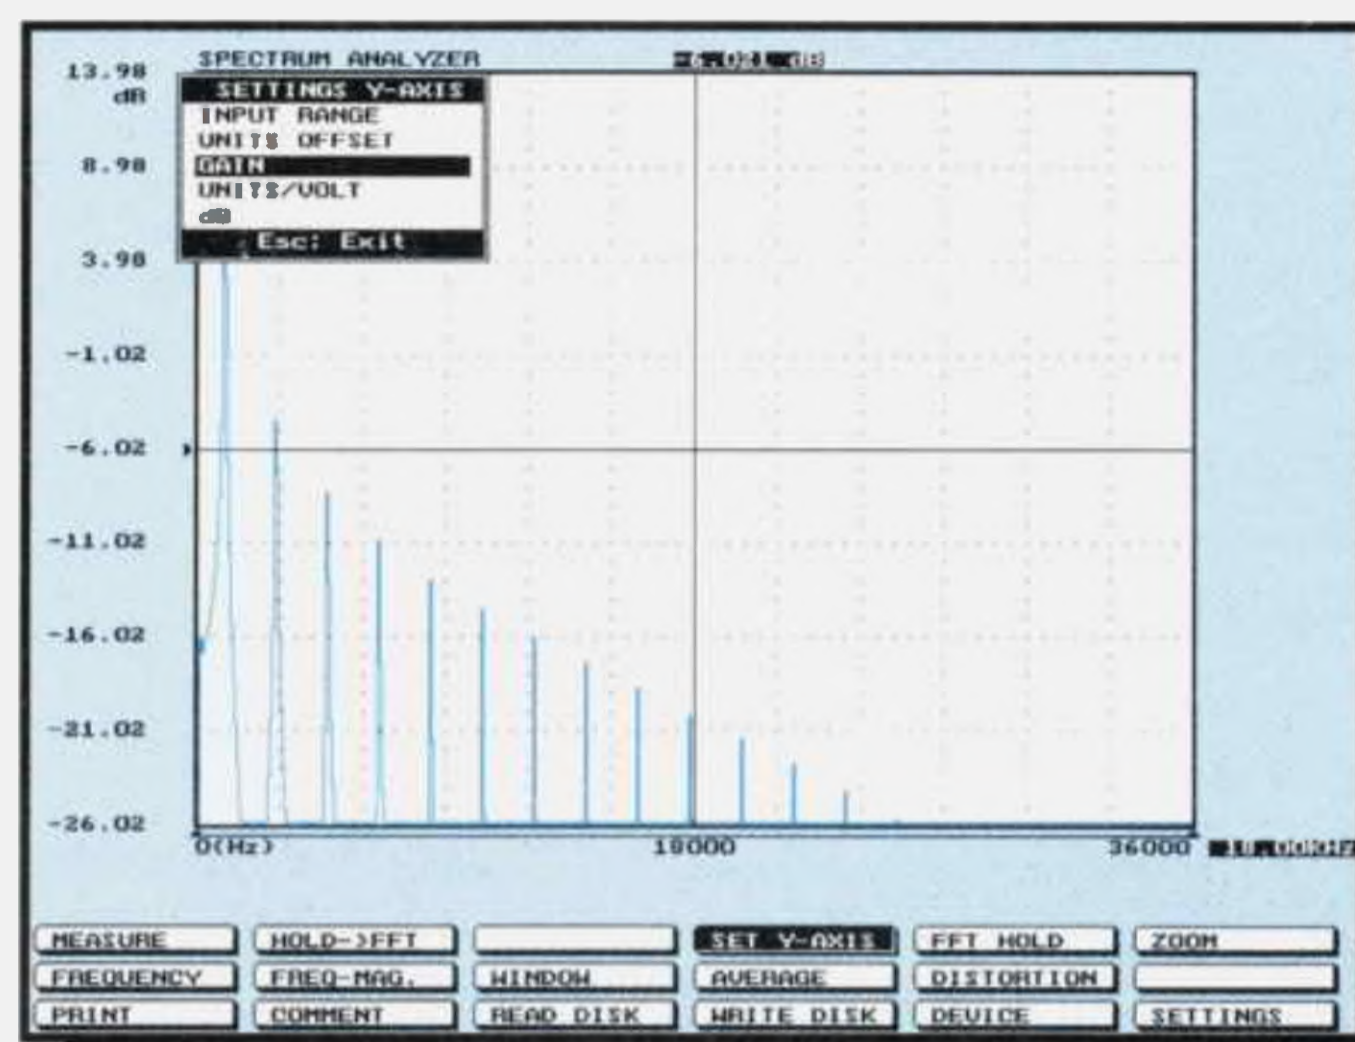 SPECTRUM ANALYZER
13.98
dB
SETTINGS Y-AXIS
INPUT RANGE
UNITS OFFSET
GAIN
UNITS/VOLT
dB
Esc: Exit
8.98
3.98
-1.02
-6.02
-11.02
-16.02
-21.02
-26.02
0(Hz) 18000 36000
MEASURE HOLD->FFT SET Y-AXIS FFT HOLD ZOOM
FREQUENCY FREQ-MAG. WINDOW AVERAGE DISTORTION
PRINT COMMENT READ DISK WRITE DISK DEVICE SETTINGS